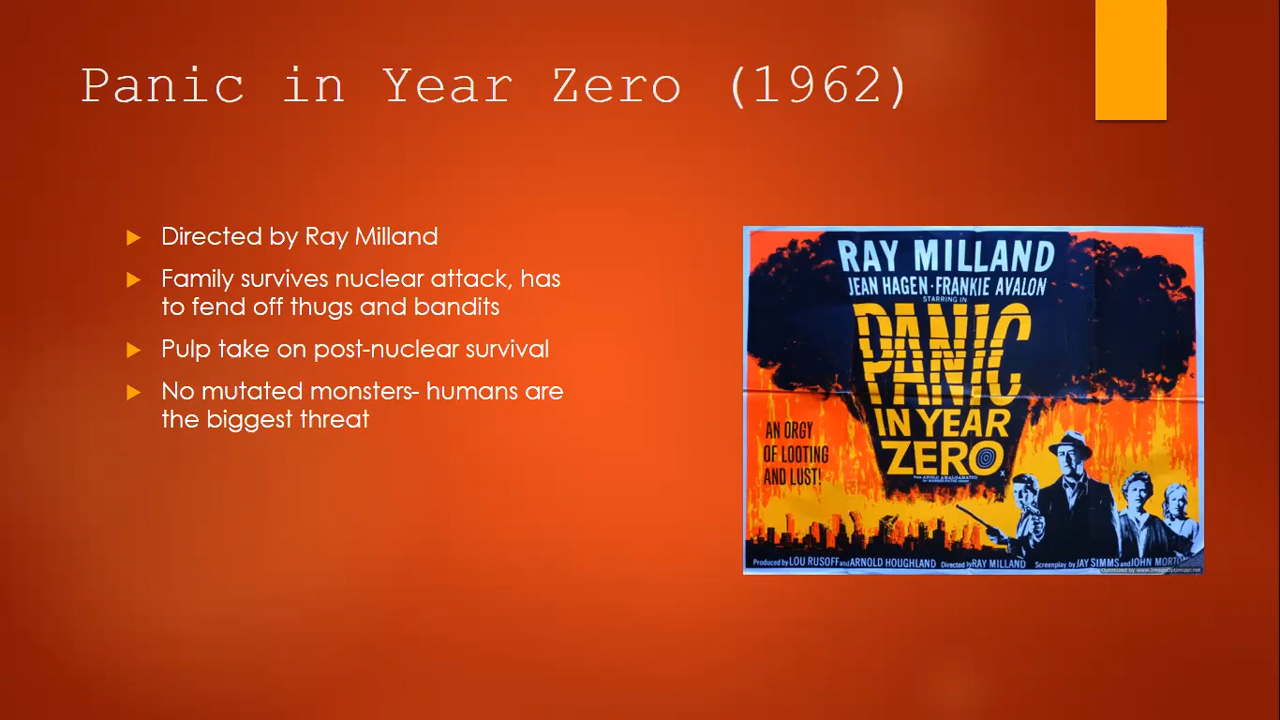 Panic in Year Zero (1962)
Directed by Ray Milland
Family survives nuclear attack, has
to fend off thugs and bandits
Pulp take on post-nuclear survival
No mutated monsters- humans are
the biggest threat
RAY MILLAND
JEAN HAGEN · FRANKIE AVALON
STARRING IN
PANIC
IN YEAR
ZERO
X
AN ORGY
OF LOOTING
AND LUST!
Produced by LOU RUSOFF and ARNOLD HOUGHLAND Directed by RAY MILLAND Screenplay by JAY SIMMS and JOHN MORTON